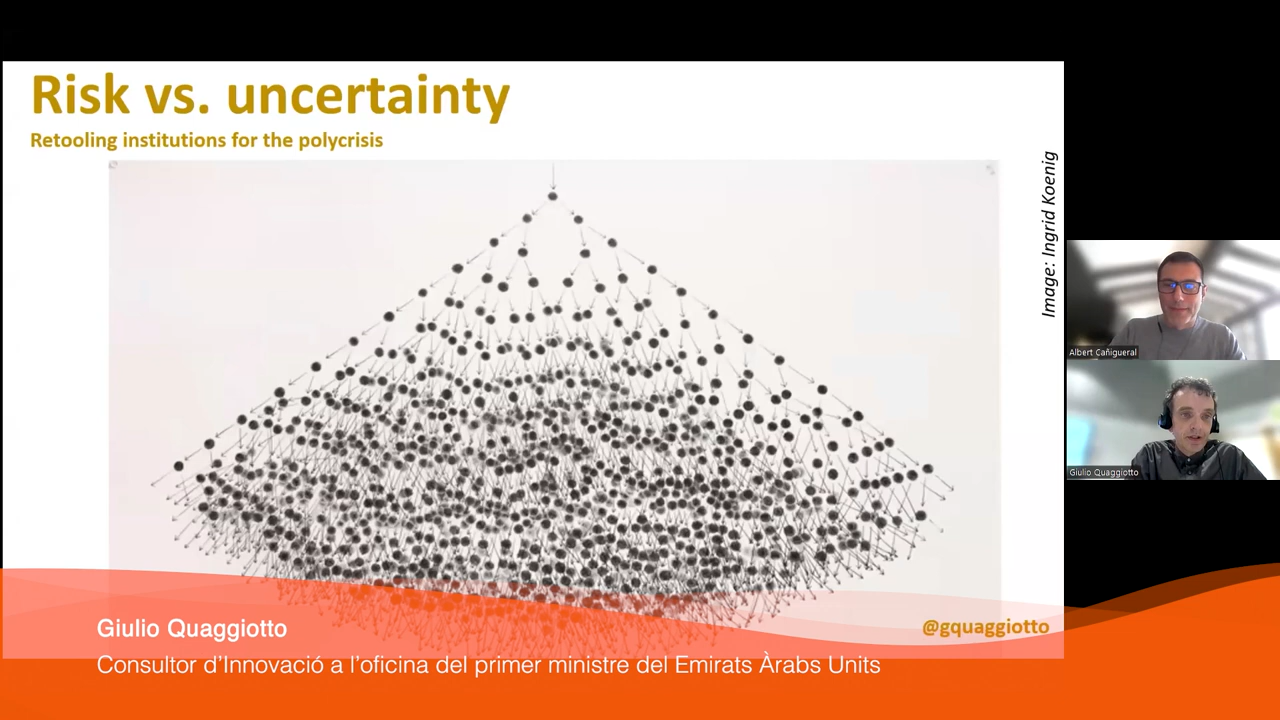 Risk vs. uncertainty
Retooling institutions for the polycrisis
Image: Ingrid Koenig
Albert Cañigueral
Giulio Quaggiotto
Giulio Quaggiotto
@gquaggiotto
Consultor d'Innovació a l'oficina del primer ministre del Emirats Àrabs Units